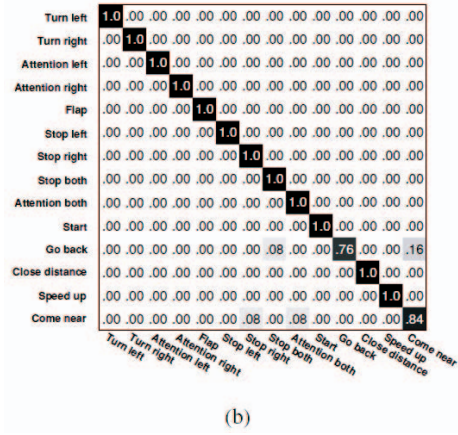 Turn left 1.0 .00 .00 .00 .00 .00 .00 .00 .00 .00 .00 .00 .00 .00
Turn right .00 1.0 .00 .00 .00 .00 .00 .00 .00 .00 .00 .00 .00 .00
Attention left .00 .00 1.0 .00 .00 .00 .00 .00 .00 .00 .00 .00 .00 .00
Attention right .00 .00 .00 1.0 .00 .00 .00 .00 .00 .00 .00 .00 .00 .00
Flap .00 .00 .00 .00 1.0 .00 .00 .00 .00 .00 .00 .00 .00 .00
Stop left .00 .00 .00 .00 .00 1.0 .00 .00 .00 .00 .00 .00 .00 .00
Stop right .00 .00 .00 .00 .00 .00 1.0 .00 .00 .00 .00 .00 .00 .00
Stop both .00 .00 .00 .00 .00 .00 .00 1.0 .00 .00 .00 .00 .00 .00
Attention both .00 .00 .00 .00 .00 .00 .00 .00 1.0 .00 .00 .00 .00 .00
Start .00 .00 .00 .00 .00 .00 .00 .00 .00 1.0 .00 .00 .00 .00
Go back .00 .00 .00 .00 .00 .00 .00 .08 .00 .00 .76 .00 .00 .16
Close distance .00 .00 .00 .00 .00 .00 .00 .00 .00 .00 .00 1.0 .00 .00
Speed up .00 .00 .00 .00 .00 .00 .00 .00 .00 .00 .00 .00 1.0 .00
Come near .00 .00 .00 .00 .00 .00 .08 .00 .08 .00 .00 .00 .00 .84
Turn left
Turn right
Attention left
Attention right
Flap
Stop left
Stop right
Stop both
Attention both
Start
Go back
Close distance
Speed up
Come near
(b)